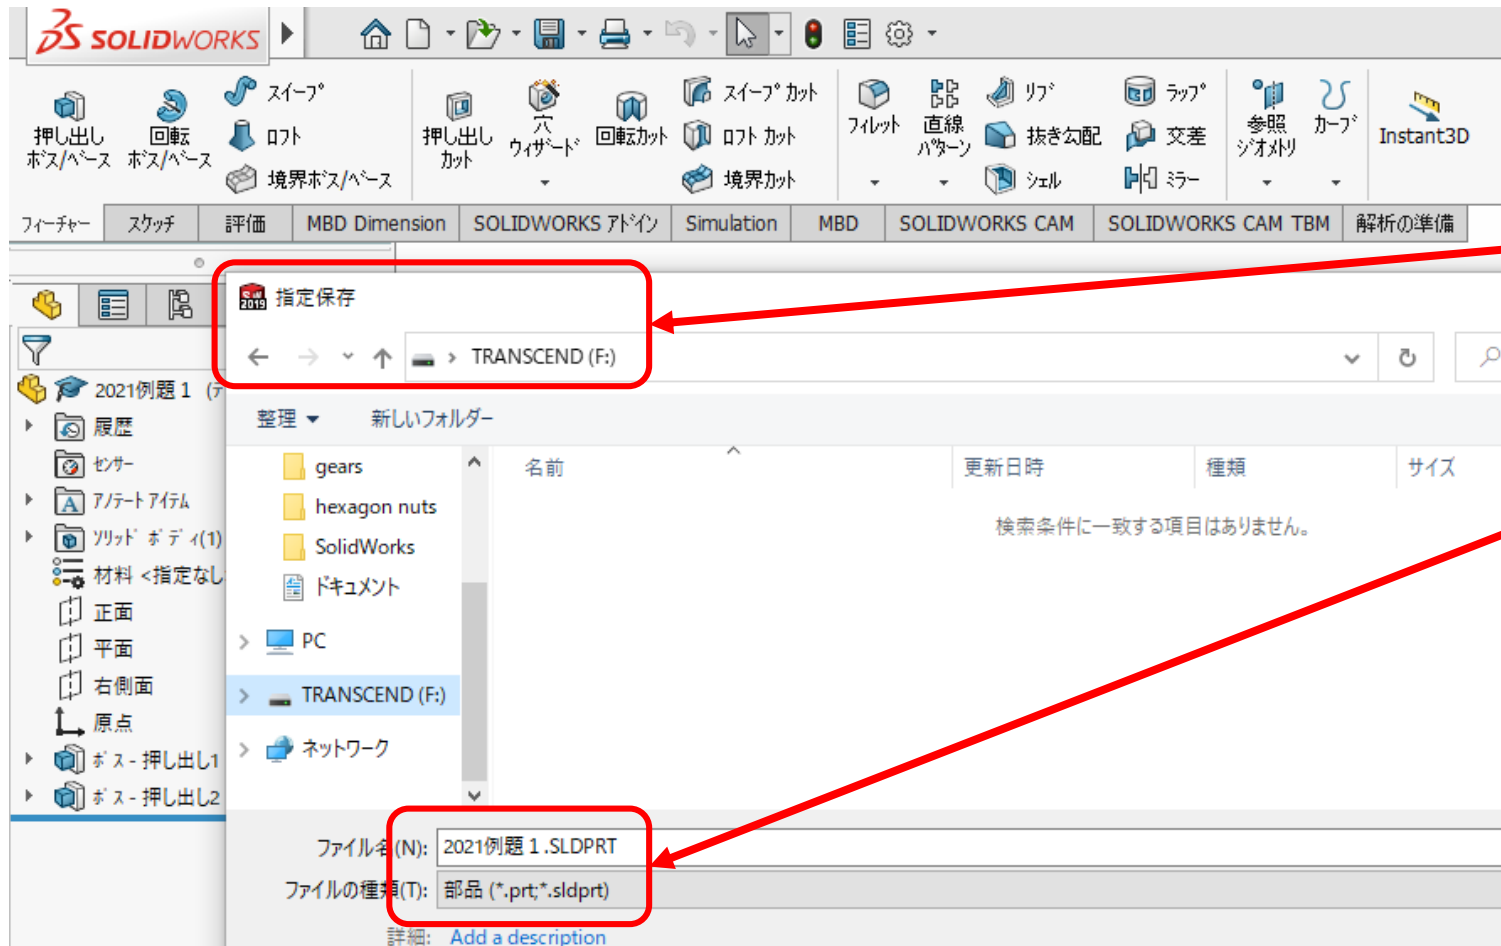 SOLIDWORKS
押し出し
ボス/ベース
回転
ボス/ベース
スイープ
ロフト
境界ボス/ベース
押し出し
カット
穴
ウィザード
回転カット
スイープ カット
ロフト カット
境界カット
フィレット
直線
パターン
リブ
抜き勾配
シェル
ラップ
交差
ミラー
参照
ジオメトリ
カーブ
Instant3D
フィーチャー
スケッチ
評価
MBD Dimension
SOLIDWORKS アドイン
Simulation
MBD
SOLIDWORKS CAM
SOLIDWORKS CAM TBM
解析の準備
2019 指定保存
TRANSCEND (F:)
整理
新しいフォルダー
名前
更新日時
種類
サイズ
検索条件に一致する項目はありません。
gears
hexagon nuts
SolidWorks
ドキュメント
PC
TRANSCEND (F:)
ネットワーク
2021例題１ (デ
履歴
センサー
アノテート アイテム
ソリッド ボディ(1)
材料 <指定なし
正面
平面
右側面
原点
ボス - 押し出し1
ボス - 押し出し2
ファイル名(N): 2021例題１.SLDPRT
ファイルの種類(T): 部品 (*.prt;*.sldprt)
詳細: Add a description